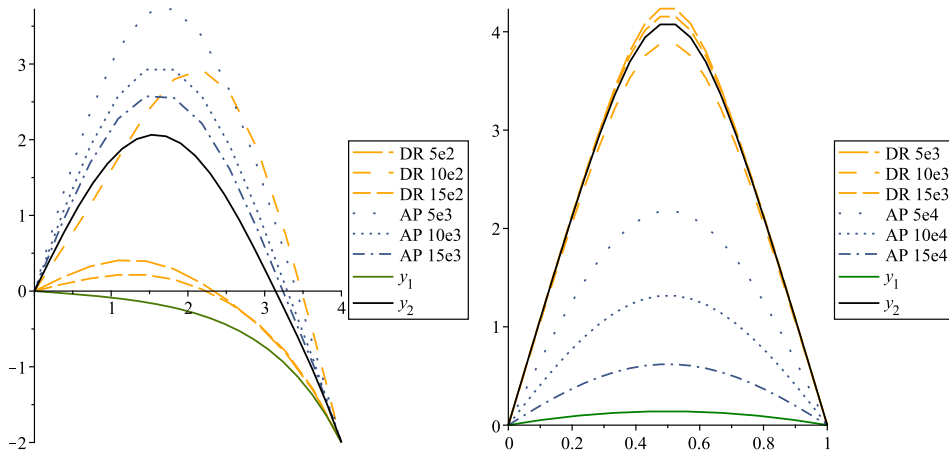 3
2
1
0
−1
−2
1
2
3
4
DR 5e2
DR 10e2
DR 15e2
AP 5e3
AP 10e3
AP 15e3
y₁
y₂
4
3
2
1
0
0
0.2
0.4
0.6
0.8
1
DR 5e3
DR 10e3
DR 15e3
AP 5e4
AP 10e4
AP 15e4
y₁
y₂